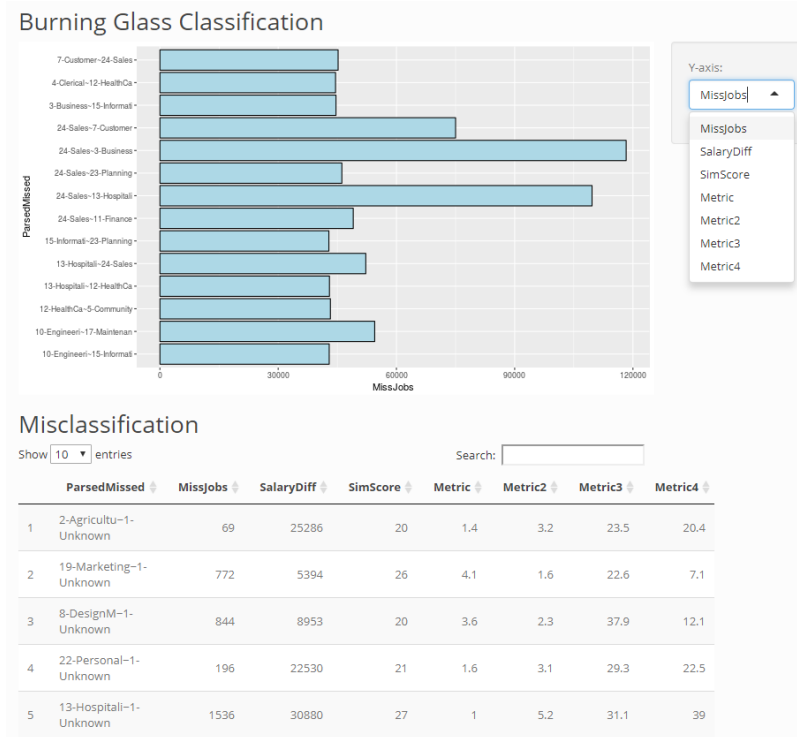 Burning Glass Classification
ParsedMissed
7-Customer~24-Sales
4-Clerical~12-HealthCa
3-Business~15-Informati
24-Sales~7-Customer
24-Sales~3-Business
24-Sales~23-Planning
24-Sales~13-Hospitali
24-Sales~11-Finance
15-Informati~23-Planning
13-Hospitali~24-Sales
13-Hospitali~12-HealthCa
12-HealthCa~5-Community
10-Engineeri~17-Maintenan
10-Engineeri~15-Informati
0 30000 60000 90000 120000
MissJobs
Y-axis:
MissJobs
MissJobs
SalaryDiff
SimScore
Metric
Metric2
Metric3
Metric4
Misclassification
Show 10 entries Search:
ParsedMissed MissJobs SalaryDiff SimScore Metric Metric2 Metric3 Metric4
1 2-Agricultu~1-
Unknown 69 25286 20 1.4 3.2 23.5 20.4
2 19-Marketing~1-
Unknown 772 5394 26 4.1 1.6 22.6 7.1
3 8-DesignM~1-
Unknown 844 8953 20 3.6 2.3 37.9 12.1
4 22-Personal~1-
Unknown 196 22530 21 1.6 3.1 29.3 22.5
5 13-Hospitali~1-
Unknown 1536 30880 27 1 5.2 31.1 39